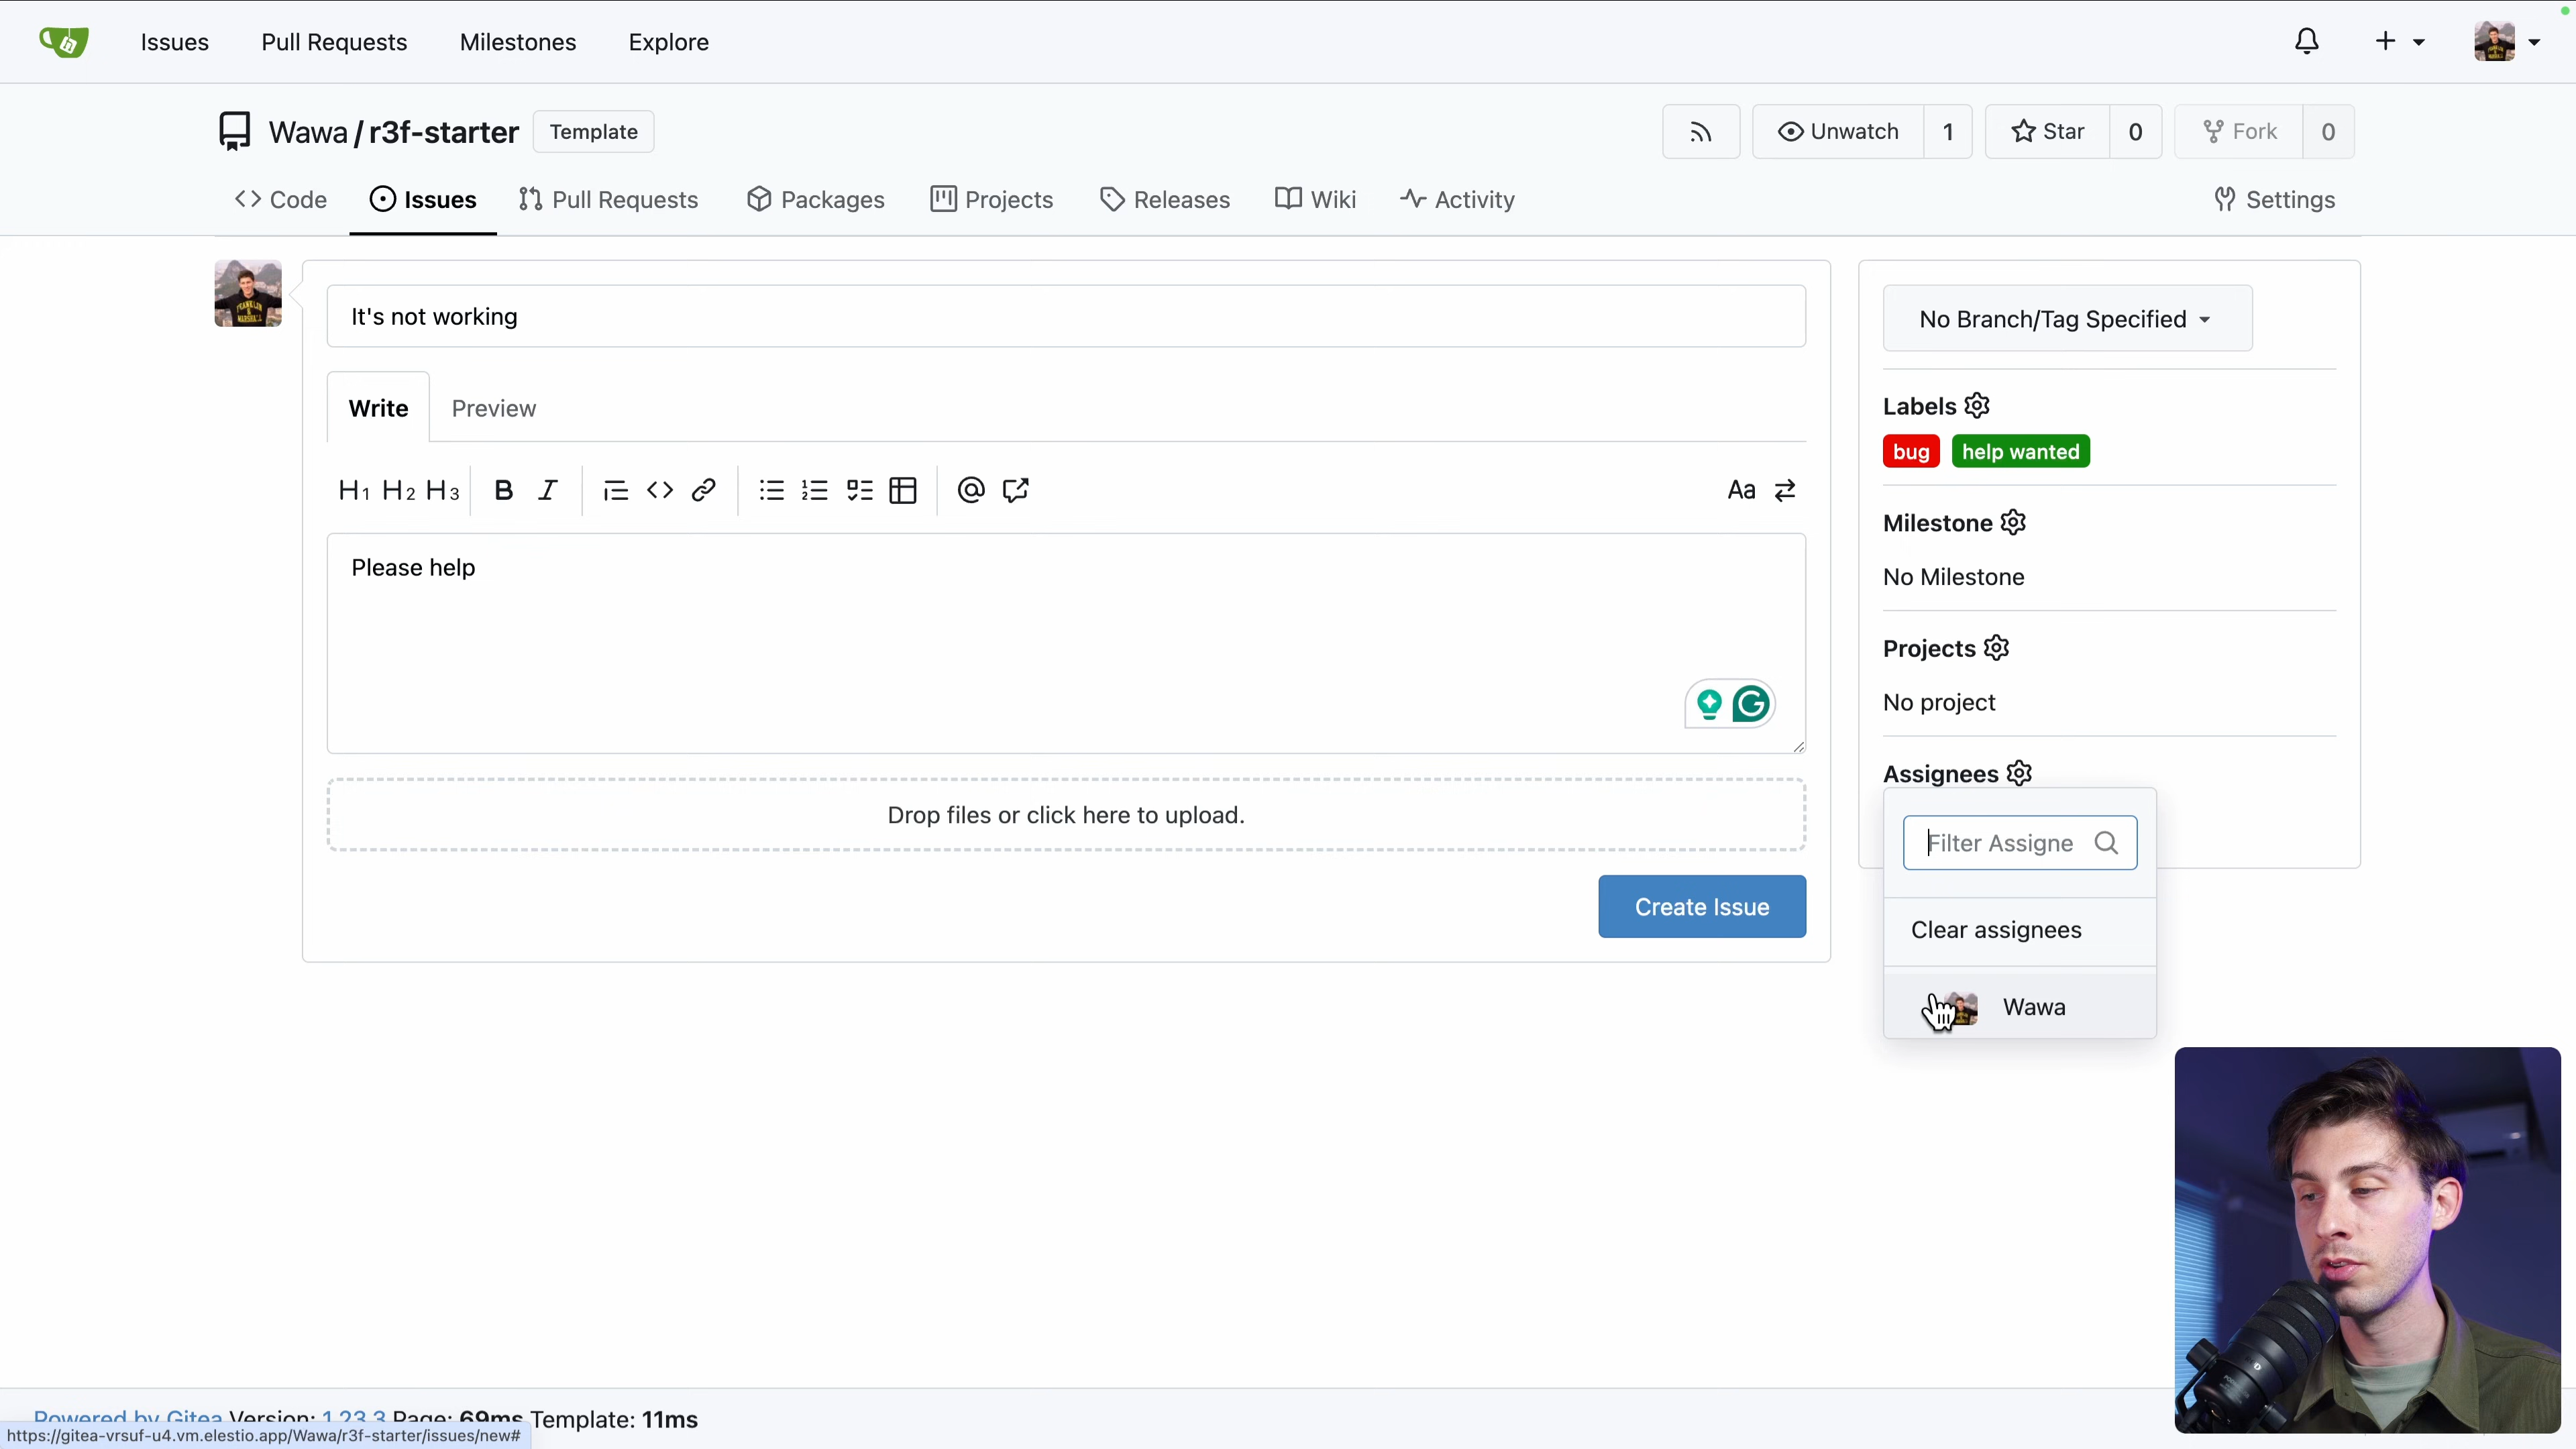 Issues Pull Requests Milestones Explore
Wawa / r3f-starter Template
Unwatch 1 Star 0 Fork 0
Code Issues Pull Requests Packages Projects Releases Wiki Activity Settings
It's not working
Write Preview
H1 H2 H3 B I Aa
Please help
Drop files or click here to upload.
Create Issue
No Branch/Tag Specified
Labels
bug help wanted
Milestone
No Milestone
Projects
No project
Assignees
Filter Assigne
Clear assignees
Wawa
FRANKLIN
&
MARSHALL
Powered by Gitea Version: 1.23.3 Page: 69ms Template: 11ms
https://gitea-vrsuf-u4.vm.elestio.app/Wawa/r3f-starter/issues/new#